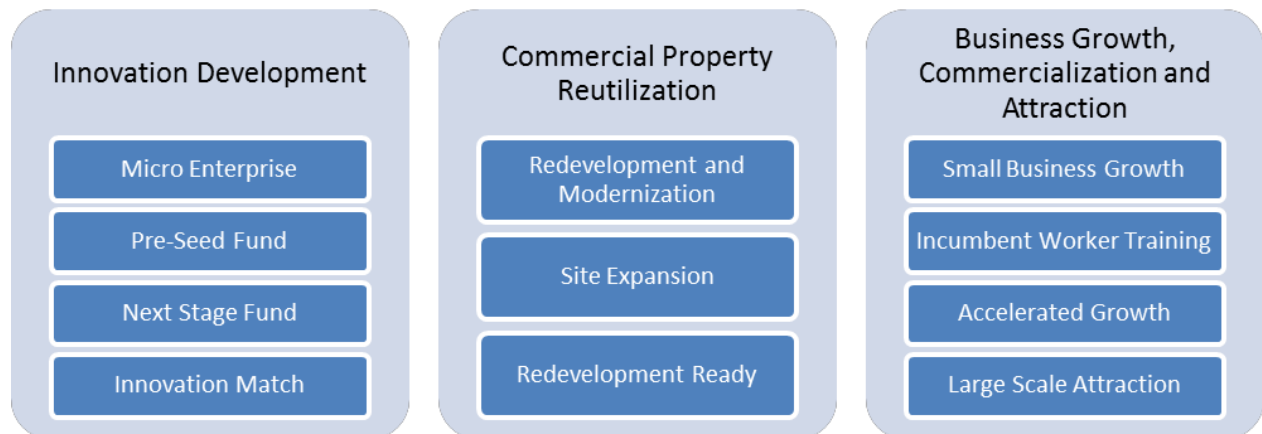 Innovation Development
Micro Enterprise
Pre-Seed Fund
Next Stage Fund
Innovation Match
Commercial Property
Reutilization
Redevelopment and
Modernization
Site Expansion
Redevelopment Ready
Business Growth,
Commercialization and
Attraction
Small Business Growth
Incumbent Worker Training
Accelerated Growth
Large Scale Attraction